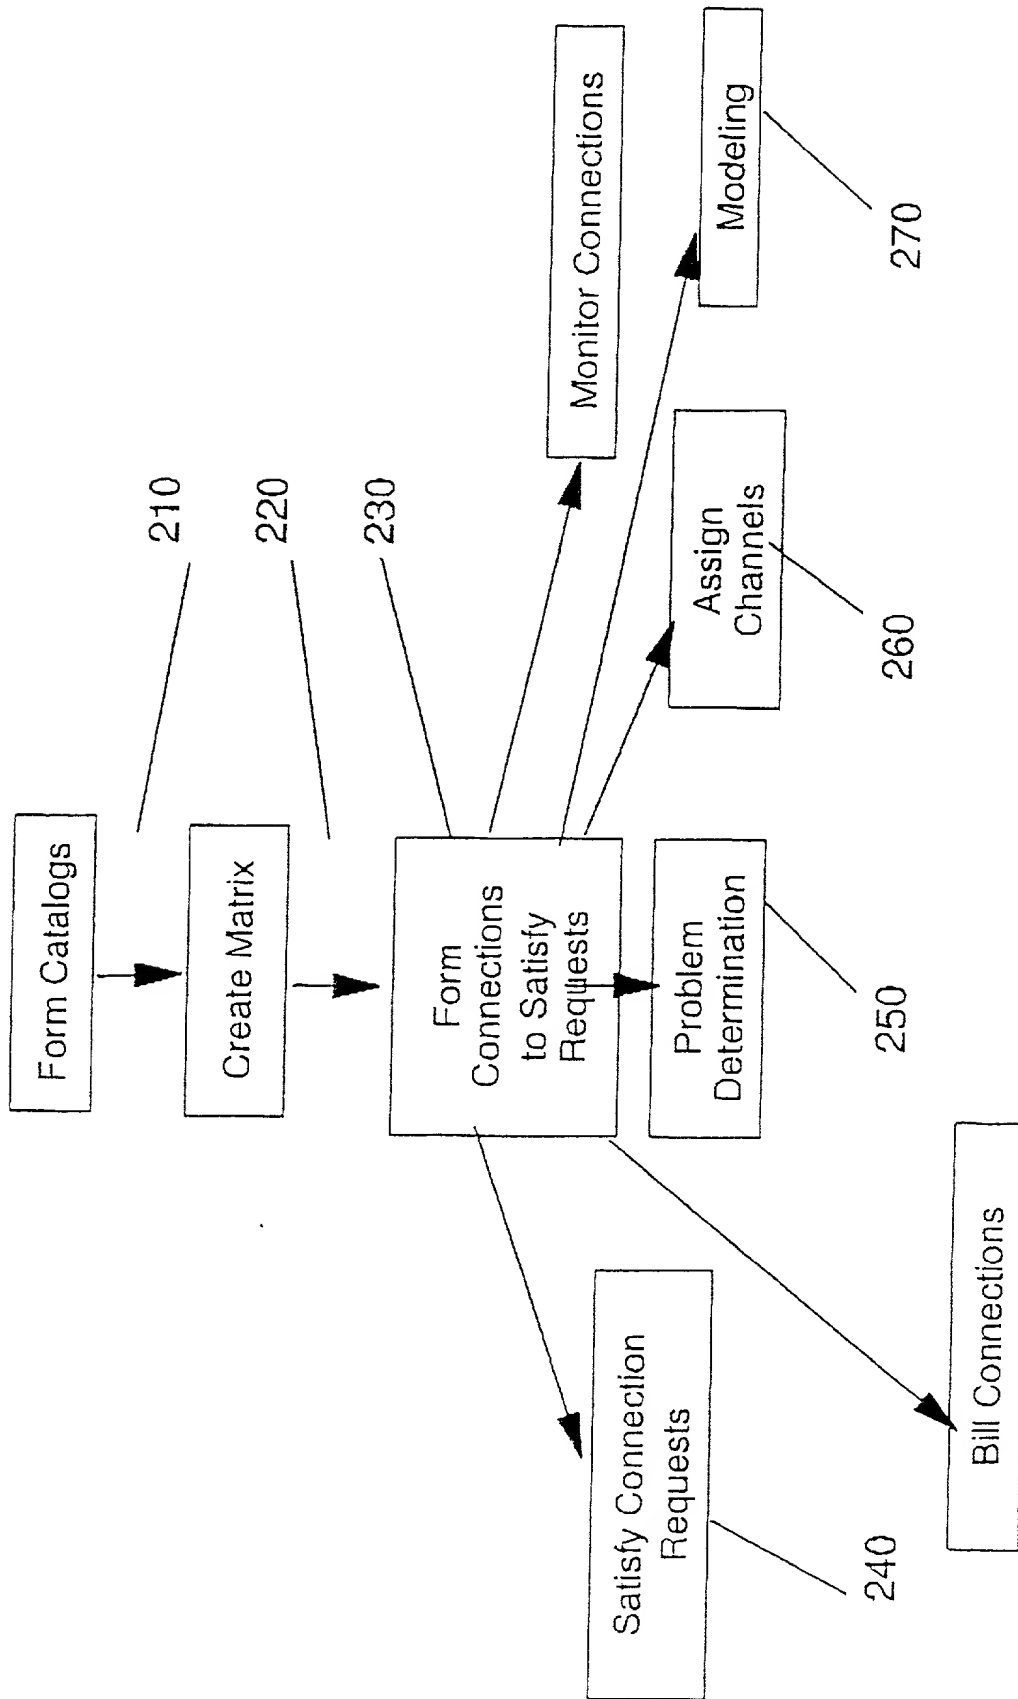 Form Catalogs
210
Create Matrix
220
Form
Connections
to Satisfy
Requests
230
Monitor Connections
Modeling
270
Assign
Channels
260
Problem
Determination
250
Satisfy Connection
Requests
240
Bill Connections